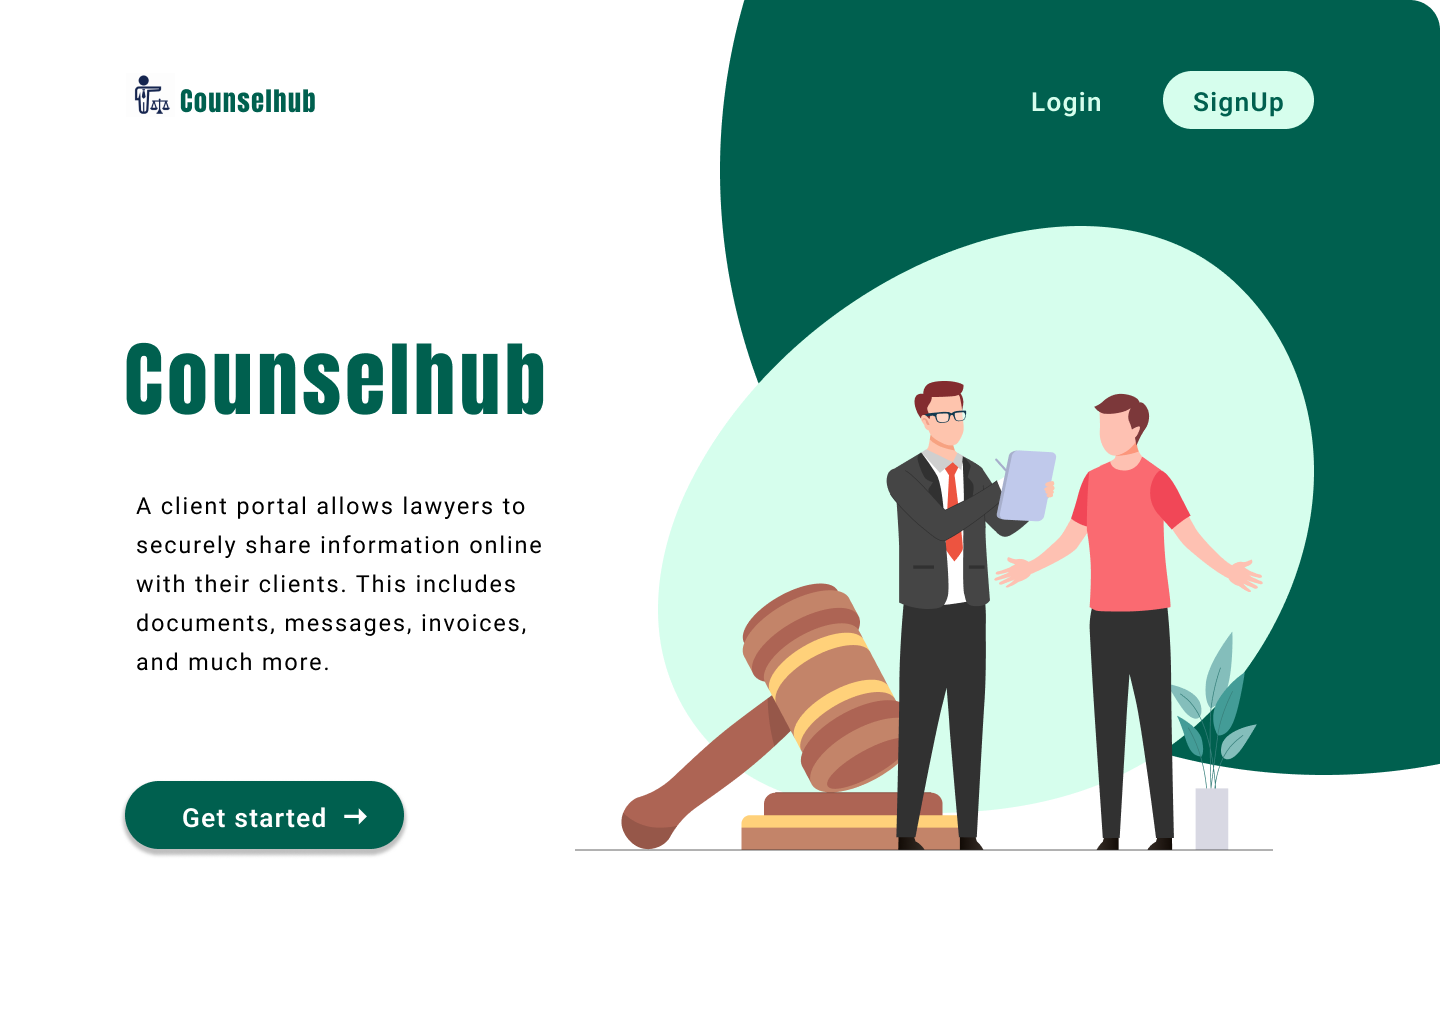 Counselhub
Login
SignUp
Counselhub
A client portal allows lawyers to
securely share information online
with their clients. This includes
documents, messages, invoices,
and much more.
Get started →